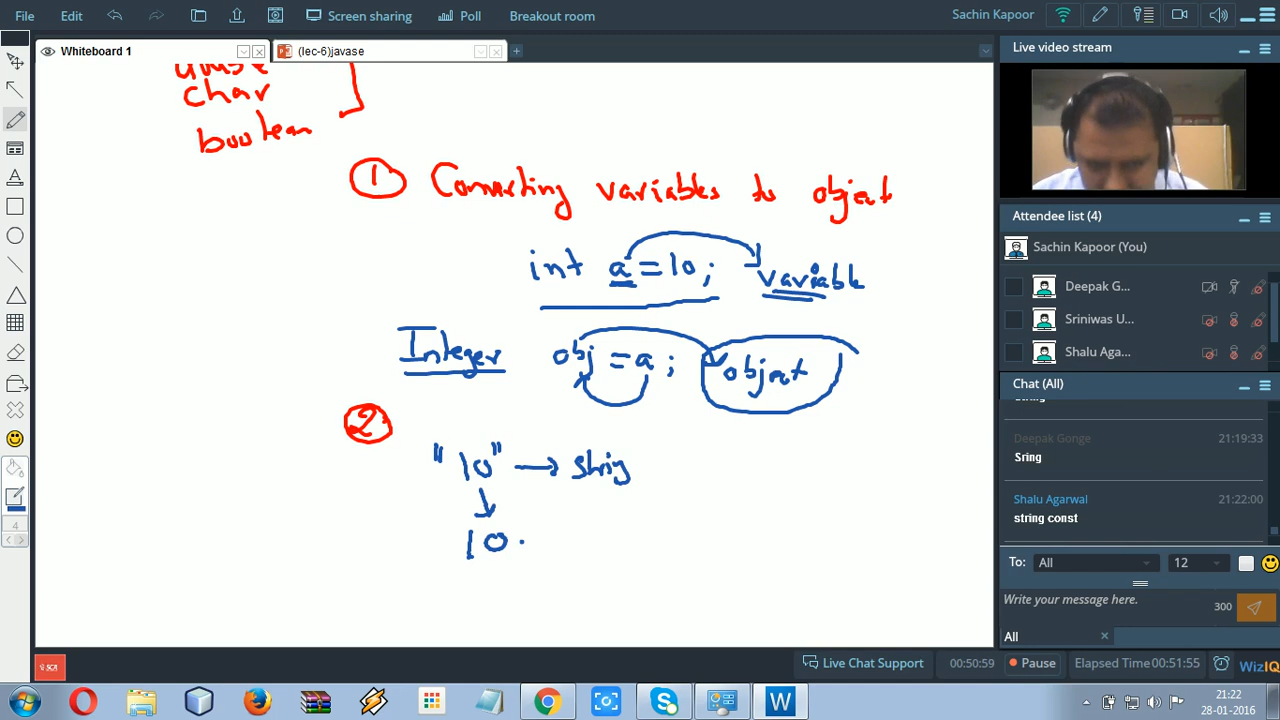 File Edit Screen sharing Poll Breakout room Sachin Kapoor
Whiteboard 1 (lec-6)javase
Live video stream
char
boolean
1 Converting variables to object
int a = 10; variable
Integer obj = a; object
2
"10" → String
10
Attendee list (4)
Sachin Kapoor (You)
Deepak G...
Sriniwas U...
Shalu Aga...
Chat (All)
Deepak Gonge 21:19:33
Sring
Shalu Agarwal 21:22:00
string const
To: All 12
Write your message here. 300
All
4
Live Chat Support 00:50:59 Pause Elapsed Time 00:51:55 WizIQ
21:22
28-01-2016